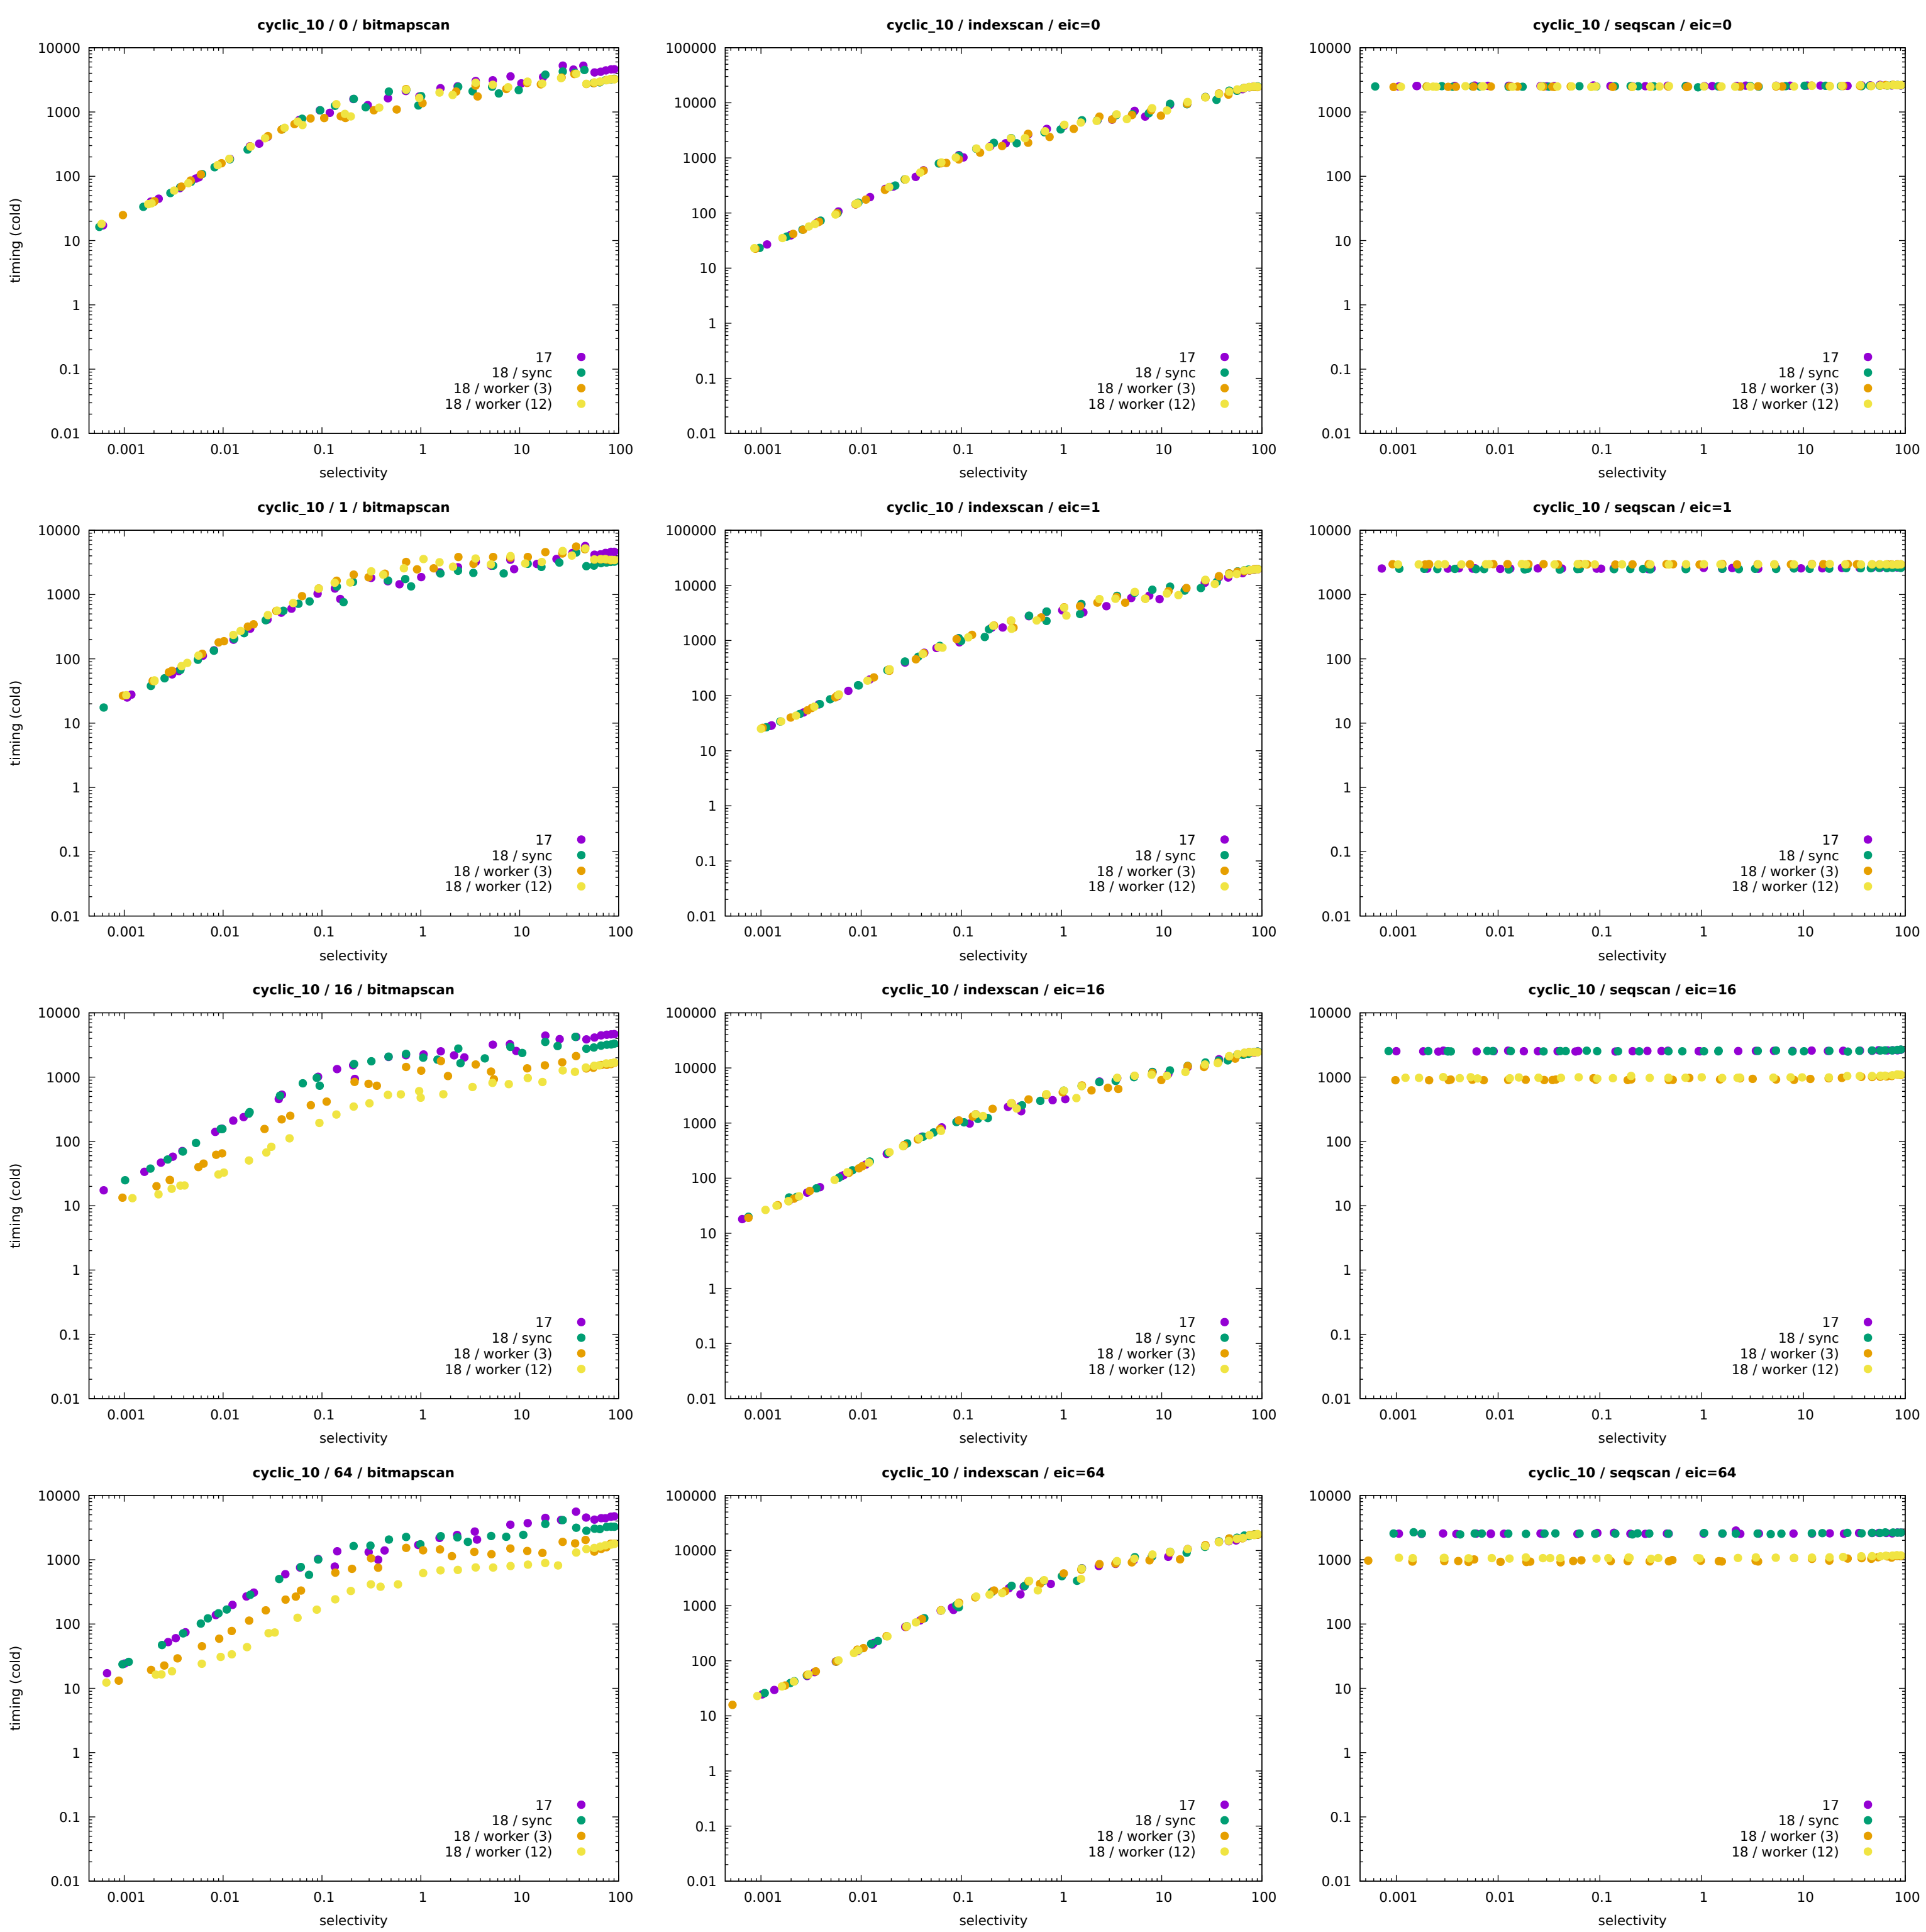 cyclic_10 / 0 / bitmapscan
10000
1000
100
10
1
0.1
0.01
timing (cold)
17
18 / sync
18 / worker (3)
18 / worker (12)
0.001 0.01 0.1 1 10 100
selectivity
cyclic_10 / indexscan / eic=0
100000
10000
1000
100
10
1
0.1
0.01
17
18 / sync
18 / worker (3)
18 / worker (12)
0.001 0.01 0.1 1 10 100
selectivity
cyclic_10 / seqscan / eic=0
10000
1000
100
10
1
0.1
0.01
17
18 / sync
18 / worker (3)
18 / worker (12)
0.001 0.01 0.1 1 10 100
selectivity
cyclic_10 / 1 / bitmapscan
10000
1000
100
10
1
0.1
0.01
timing (cold)
17
18 / sync
18 / worker (3)
18 / worker (12)
0.001 0.01 0.1 1 10 100
selectivity
cyclic_10 / indexscan / eic=1
100000
10000
1000
100
10
1
0.1
0.01
17
18 / sync
18 / worker (3)
18 / worker (12)
0.001 0.01 0.1 1 10 100
selectivity
cyclic_10 / seqscan / eic=1
10000
1000
100
10
1
0.1
0.01
17
18 / sync
18 / worker (3)
18 / worker (12)
0.001 0.01 0.1 1 10 100
selectivity
cyclic_10 / 16 / bitmapscan
10000
1000
100
10
1
0.1
0.01
timing (cold)
17
18 / sync
18 / worker (3)
18 / worker (12)
0.001 0.01 0.1 1 10 100
selectivity
cyclic_10 / indexscan / eic=16
100000
10000
1000
100
10
1
0.1
0.01
17
18 / sync
18 / worker (3)
18 / worker (12)
0.001 0.01 0.1 1 10 100
selectivity
cyclic_10 / seqscan / eic=16
10000
1000
100
10
1
0.1
0.01
17
18 / sync
18 / worker (3)
18 / worker (12)
0.001 0.01 0.1 1 10 100
selectivity
cyclic_10 / 64 / bitmapscan
10000
1000
100
10
1
0.1
0.01
timing (cold)
17
18 / sync
18 / worker (3)
18 / worker (12)
0.001 0.01 0.1 1 10 100
selectivity
cyclic_10 / indexscan / eic=64
100000
10000
1000
100
10
1
0.1
0.01
17
18 / sync
18 / worker (3)
18 / worker (12)
0.001 0.01 0.1 1 10 100
selectivity
cyclic_10 / seqscan / eic=64
10000
1000
100
10
1
0.1
0.01
17
18 / sync
18 / worker (3)
18 / worker (12)
0.001 0.01 0.1 1 10 100
selectivity